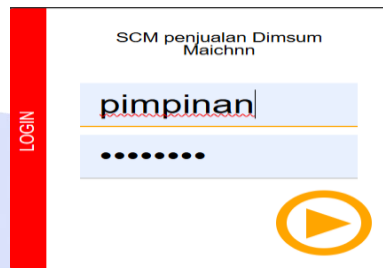 SCM penjualan Dimsum
Maichnn
LOGIN
pimpinan
••••••••